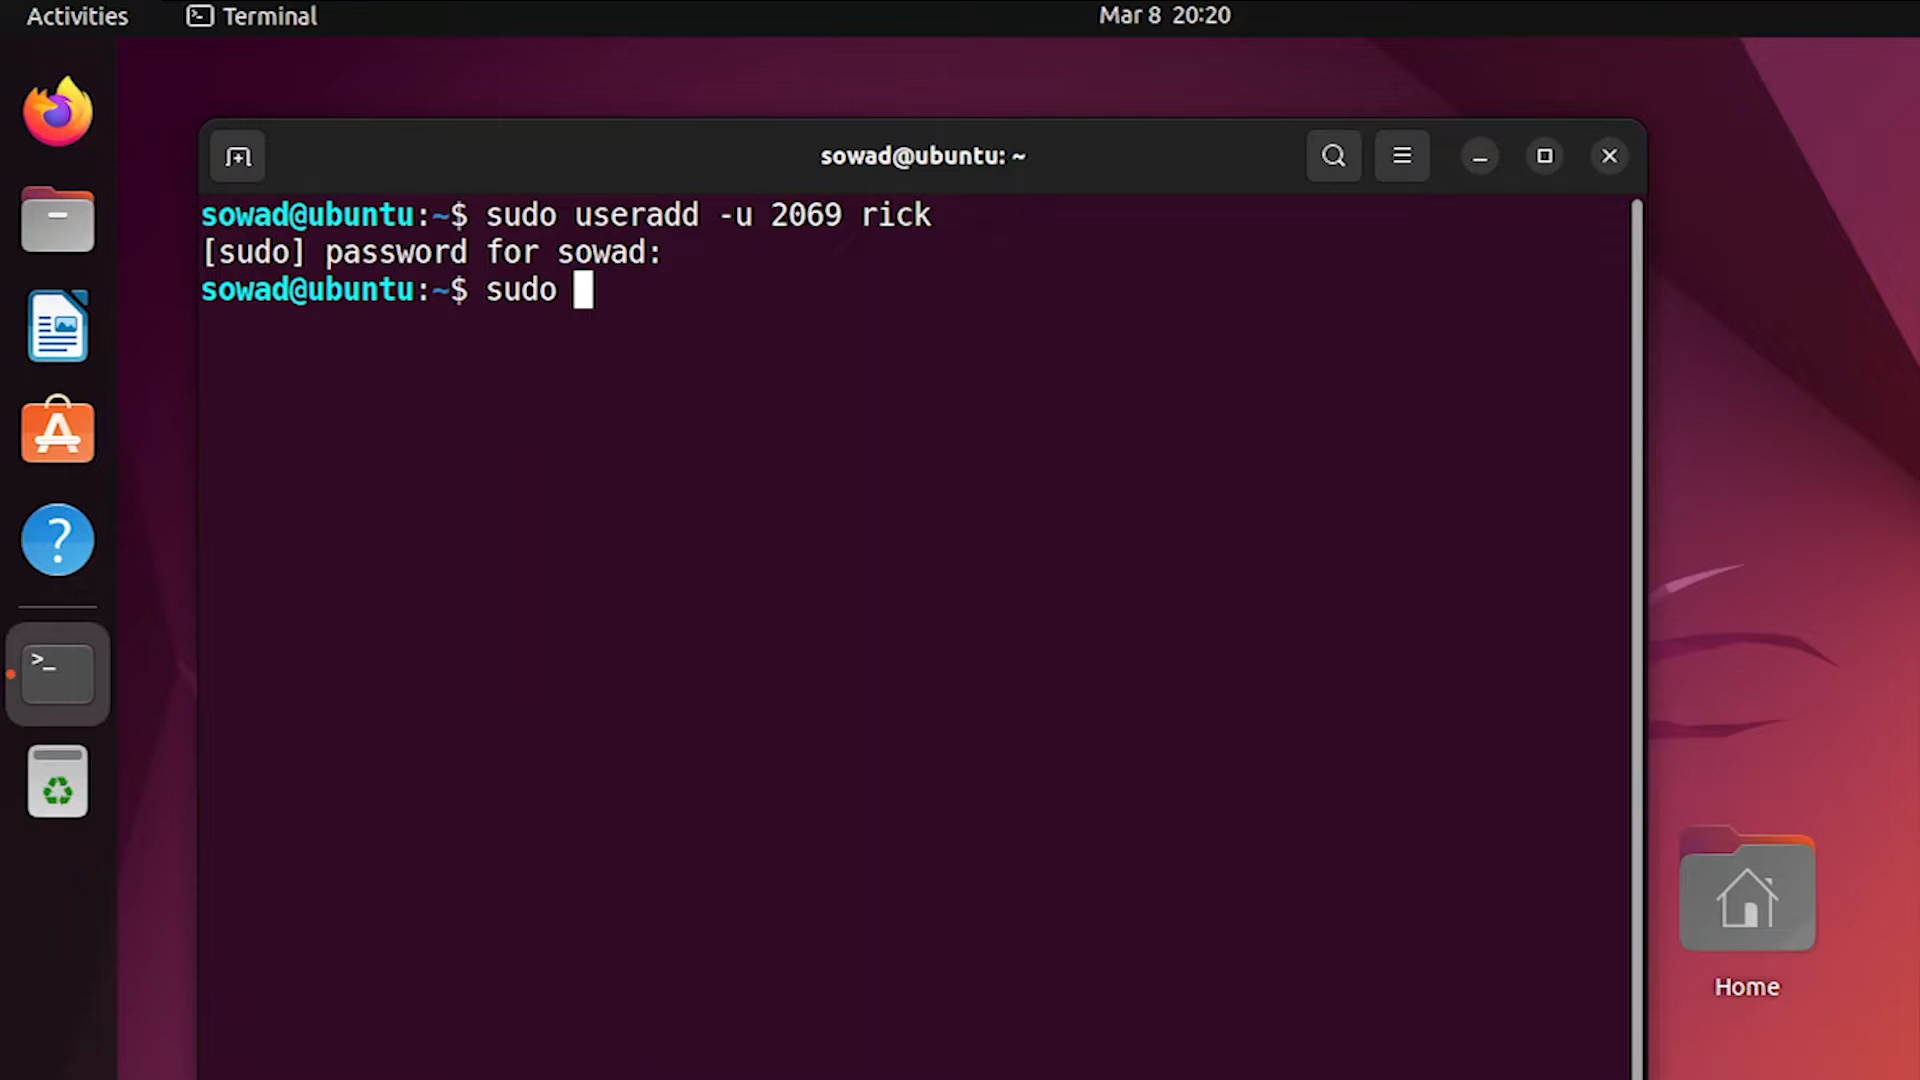 Activities
Terminal
Mar 8 20:20
sowad@ubuntu: ~
sowad@ubuntu:~$ sudo useradd -u 2069 rick
[sudo] password for sowad:
sowad@ubuntu:~$ sudo
>_
Home